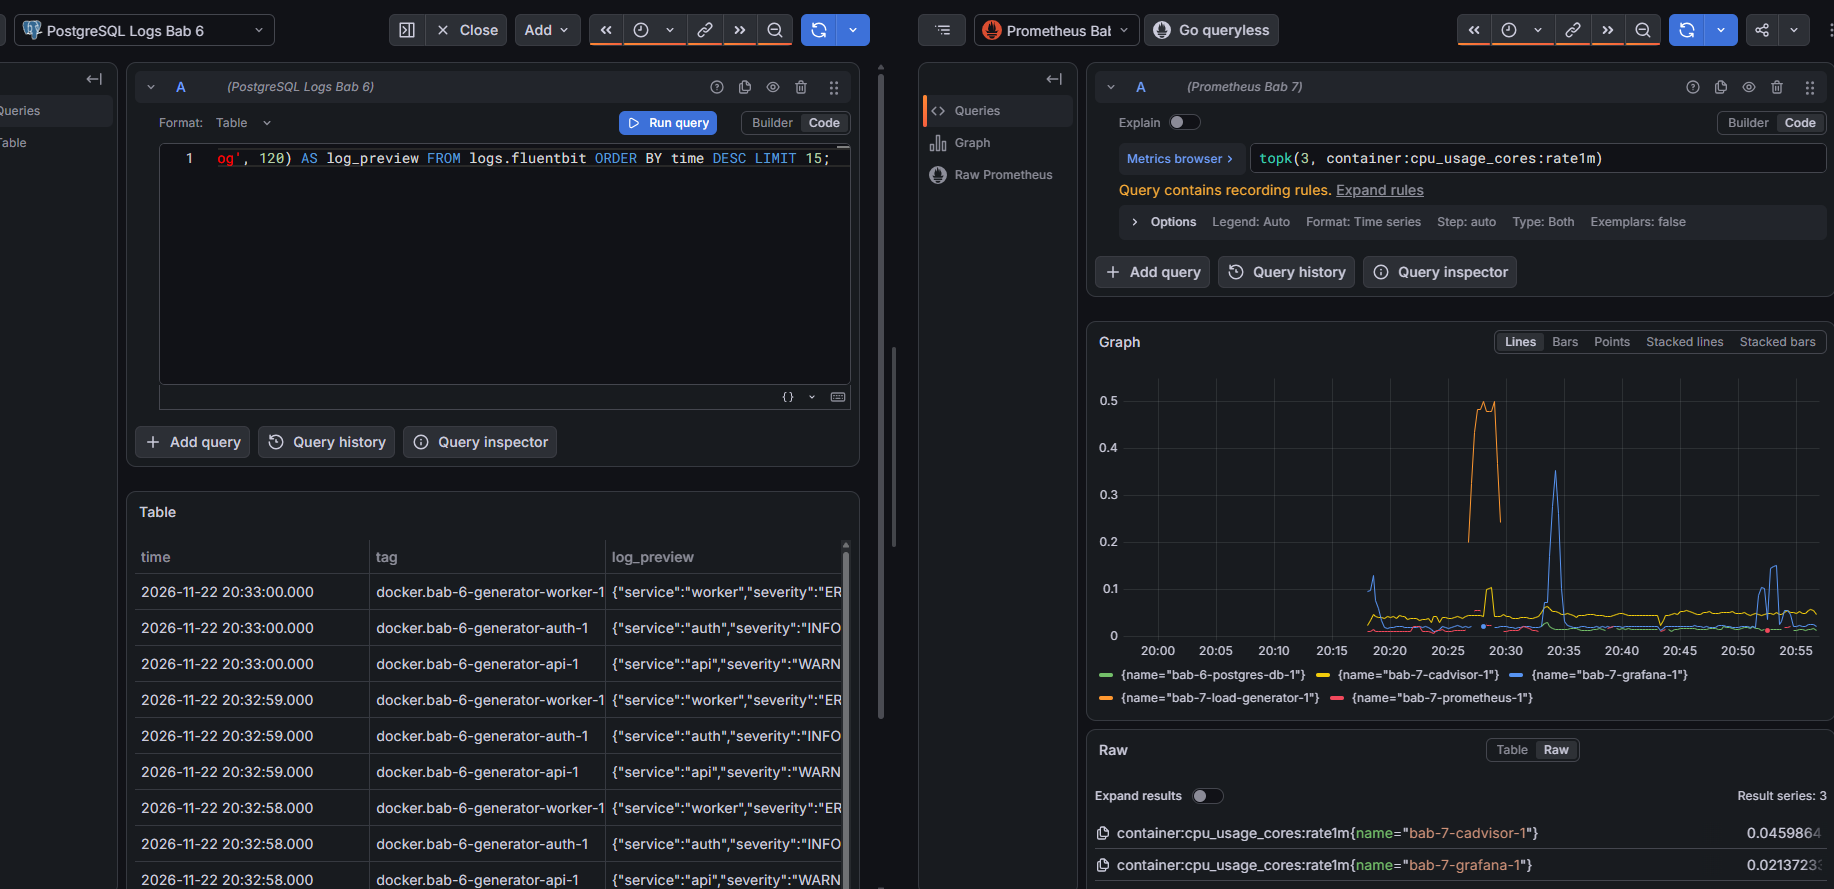 PostgreSQL Logs Bab 6
Close
Add
Queries
Table
A (PostgreSQL Logs Bab 6)
Format: Table
Run query
Builder Code
1 og', 120) AS log_preview FROM logs.fluentbit ORDER BY time DESC LIMIT 15;
{}
Add query Query history Query inspector
Table
time tag log_preview
2026-11-22 20:33:00.000 docker.bab-6-generator-worker-1 {"service":"worker","severity":"ER
2026-11-22 20:33:00.000 docker.bab-6-generator-auth-1 {"service":"auth","severity":"INFO
2026-11-22 20:33:00.000 docker.bab-6-generator-api-1 {"service":"api","severity":"WARN
2026-11-22 20:32:59.000 docker.bab-6-generator-worker-1 {"service":"worker","severity":"ER
2026-11-22 20:32:59.000 docker.bab-6-generator-auth-1 {"service":"auth","severity":"INFO
2026-11-22 20:32:59.000 docker.bab-6-generator-api-1 {"service":"api","severity":"WARN
2026-11-22 20:32:58.000 docker.bab-6-generator-worker-1 {"service":"worker","severity":"ER
2026-11-22 20:32:58.000 docker.bab-6-generator-auth-1 {"service":"auth","severity":"INFO
2026-11-22 20:32:58.000 docker.bab-6-generator-api-1 {"service":"api","severity":"WARN
Prometheus Bab
Go queryless
Queries
Graph
Raw Prometheus
A (Prometheus Bab 7)
Explain
Builder Code
Metrics browser > topk(3, container:cpu_usage_cores:rate1m)
Query contains recording rules. Expand rules
Options Legend: Auto Format: Time series Step: auto Type: Both Exemplars: false
Add query Query history Query inspector
Graph
Lines Bars Points Stacked lines Stacked bars
0.5
0.4
0.3
0.2
0.1
0
20:00 20:05 20:10 20:15 20:20 20:25 20:30 20:35 20:40 20:45 20:50 20:55
{name="bab-6-postgres-db-1"} {name="bab-7-cadvisor-1"} {name="bab-7-grafana-1"}
{name="bab-7-load-generator-1"} {name="bab-7-prometheus-1"}
Raw
Table Raw
Expand results
Result series: 3
container:cpu_usage_cores:rate1m{name="bab-7-cadvisor-1"} 0.0459864
container:cpu_usage_cores:rate1m{name="bab-7-grafana-1"} 0.02137233